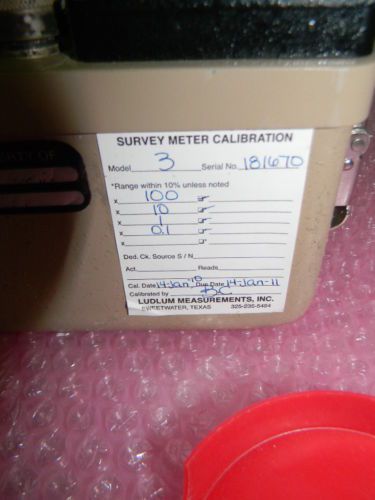 SURVEY METER CALIBRATION
Model 3 Serial No. 181670
*Range within 10% unless noted
x 100
x 10
x 1
x 0.1
x
Ded. Ck. Source S / N
Act. Reads
Cal. Date 14-Jan-10 Due Date 14-Jan-11
Calibrated by BC
LUDLUM MEASUREMENTS, INC.
SWEETWATER, TEXAS 325-235-5494
OF